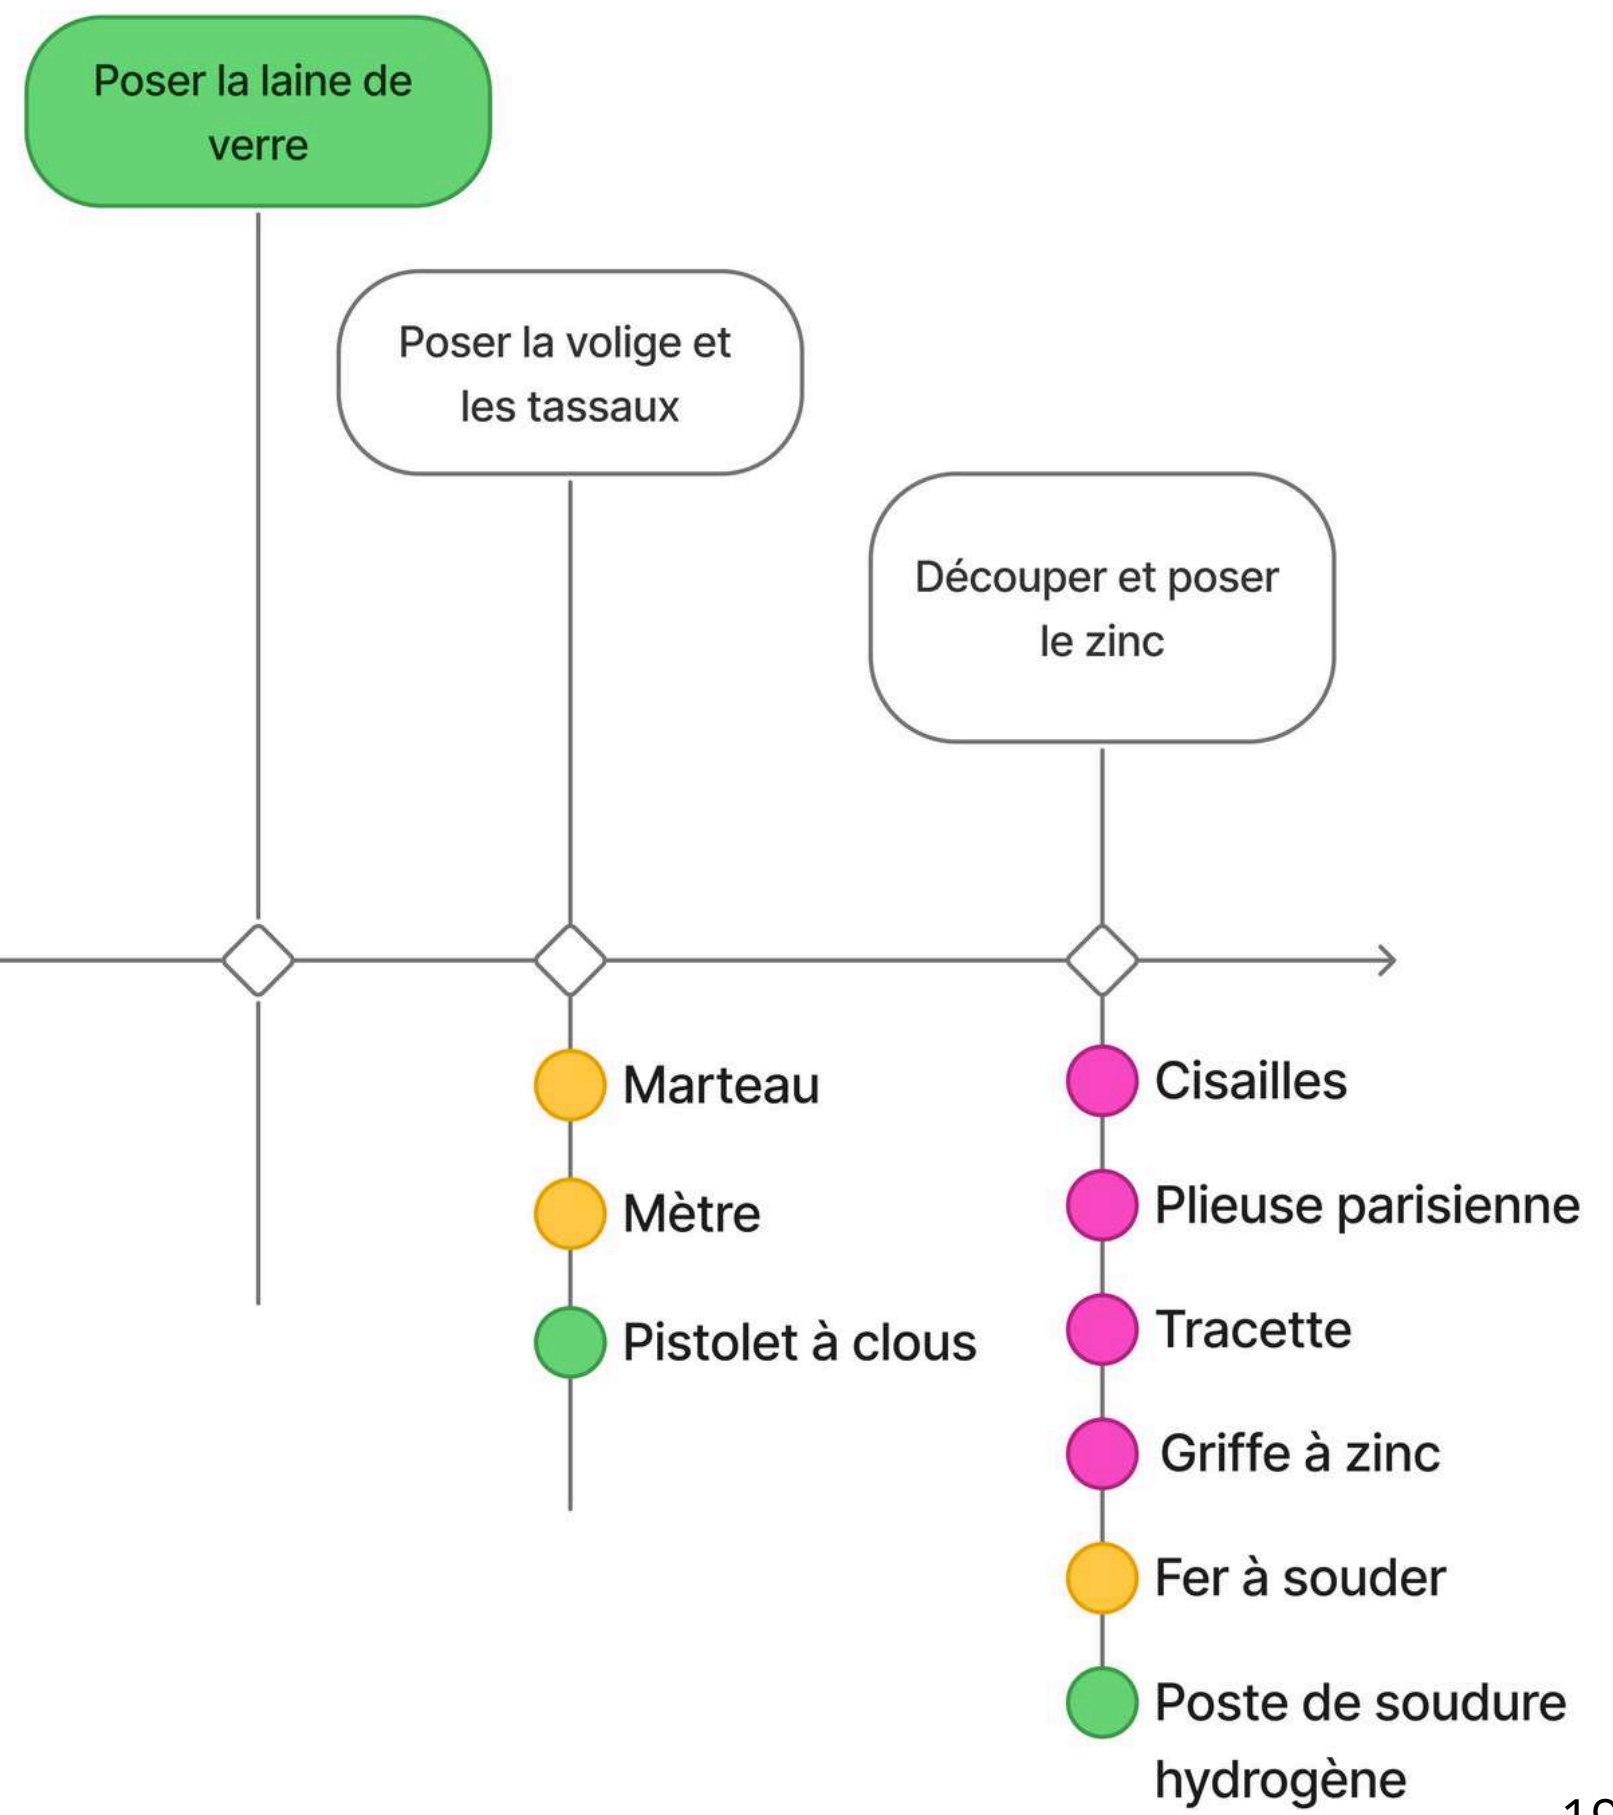 Poser la laine de
verre
Poser la volige et
les tassaux
Découper et poser
le zinc
Marteau
Mètre
Pistolet à clous
Cisailles
Plieuse parisienne
Tracette
Griffe à zinc
Fer à souder
Poste de soudure
hydrogène